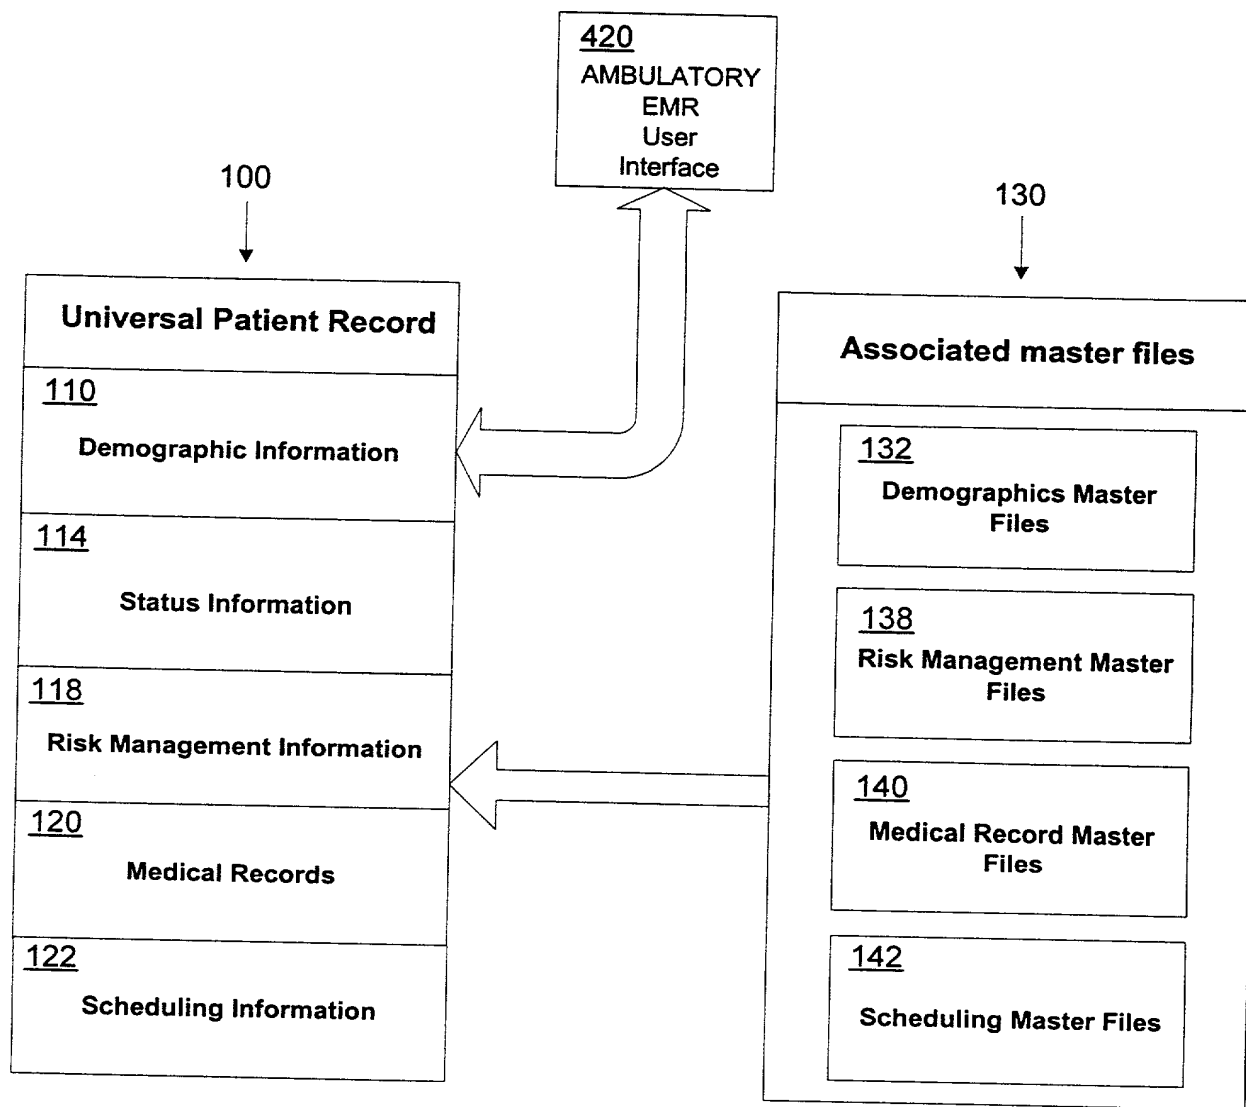 420
AMBULATORY
EMR
User
Interface
100
130
Universal Patient Record
110
Demographic Information
114
Status Information
118
Risk Management Information
120
Medical Records
122
Scheduling Information
Associated master files
132
Demographics Master
Files
138
Risk Management Master
Files
140
Medical Record Master
Files
142
Scheduling Master Files